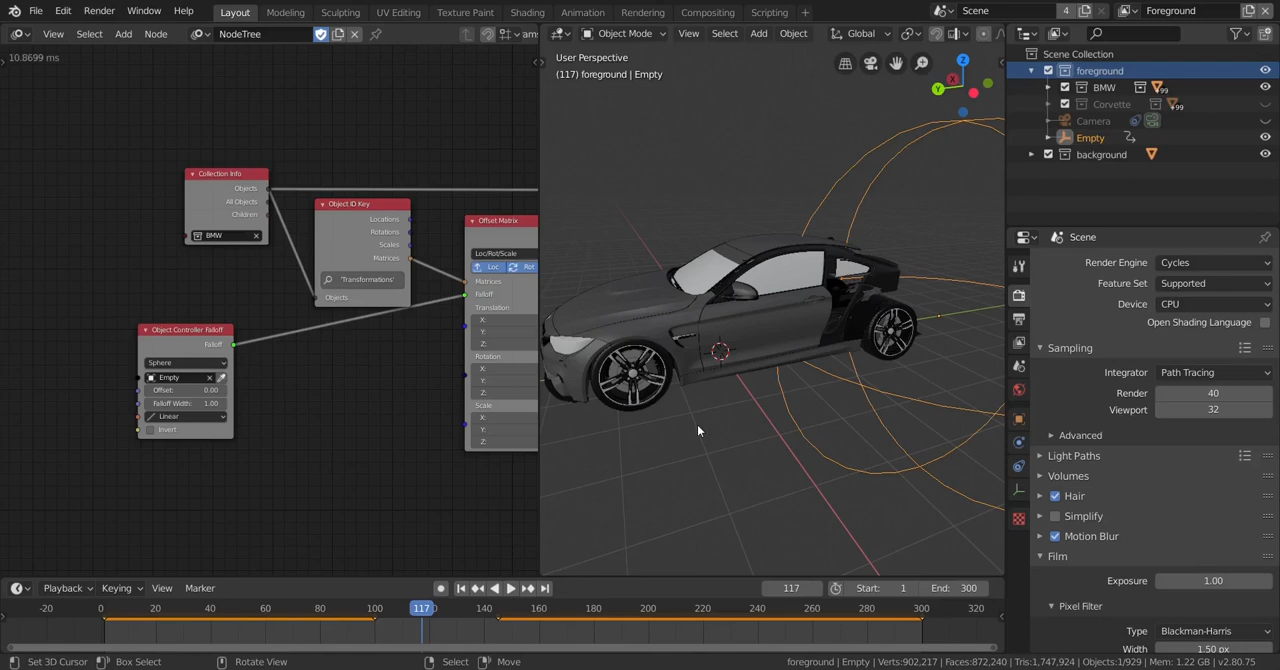 File Edit Render Window Help Layout Modeling Sculpting UV Editing Texture Paint Shading Animation Rendering Compositing Scripting + Scene 4 Foreground
View Select Add Node NodeTree Object Mode View Select Add Object Global
10.8699 ms
User Perspective
(117) foreground | Empty
Z
X
Y
Scene Collection
foreground
BMW 99
Corvette 99
Camera
Empty
background
Collection Info
Objects
All Objects
Children
BMW
Object ID Key
Locations
Rotations
Scales
Matrices
'Transformations'
Objects
Offset Matrix
Loc/Rot/Scale
Loc Rot
Matrices
Falloff
Translation
X:
Y:
Z:
Rotation
X:
Y:
Z:
Scale
X:
Y:
Z:
Object Controller Falloff
Falloff
Sphere
Empty
Offset: 0.00
Falloff Width: 1.00
Linear
Invert
Scene
Render Engine Cycles
Feature Set Supported
Device CPU
Open Shading Language
Sampling
Integrator Path Tracing
Render 40
Viewport 32
Advanced
Light Paths
Volumes
Hair
Simplify
Motion Blur
Film
Exposure 1.00
Pixel Filter
Type Blackman-Harris
Width 1.50 px
Playback Keying View Marker 117 Start: 1 End: 300
-20 0 20 40 60 80 100 117 140 160 180 200 220 240 260 280 300 320
Set 3D Cursor Box Select Rotate View Select Move foreground | Empty | Verts:902,217 | Faces:872,240 | Tris:1,747,924 | Objects:1/929 | Mem: 1.22 GB | v2.80.75